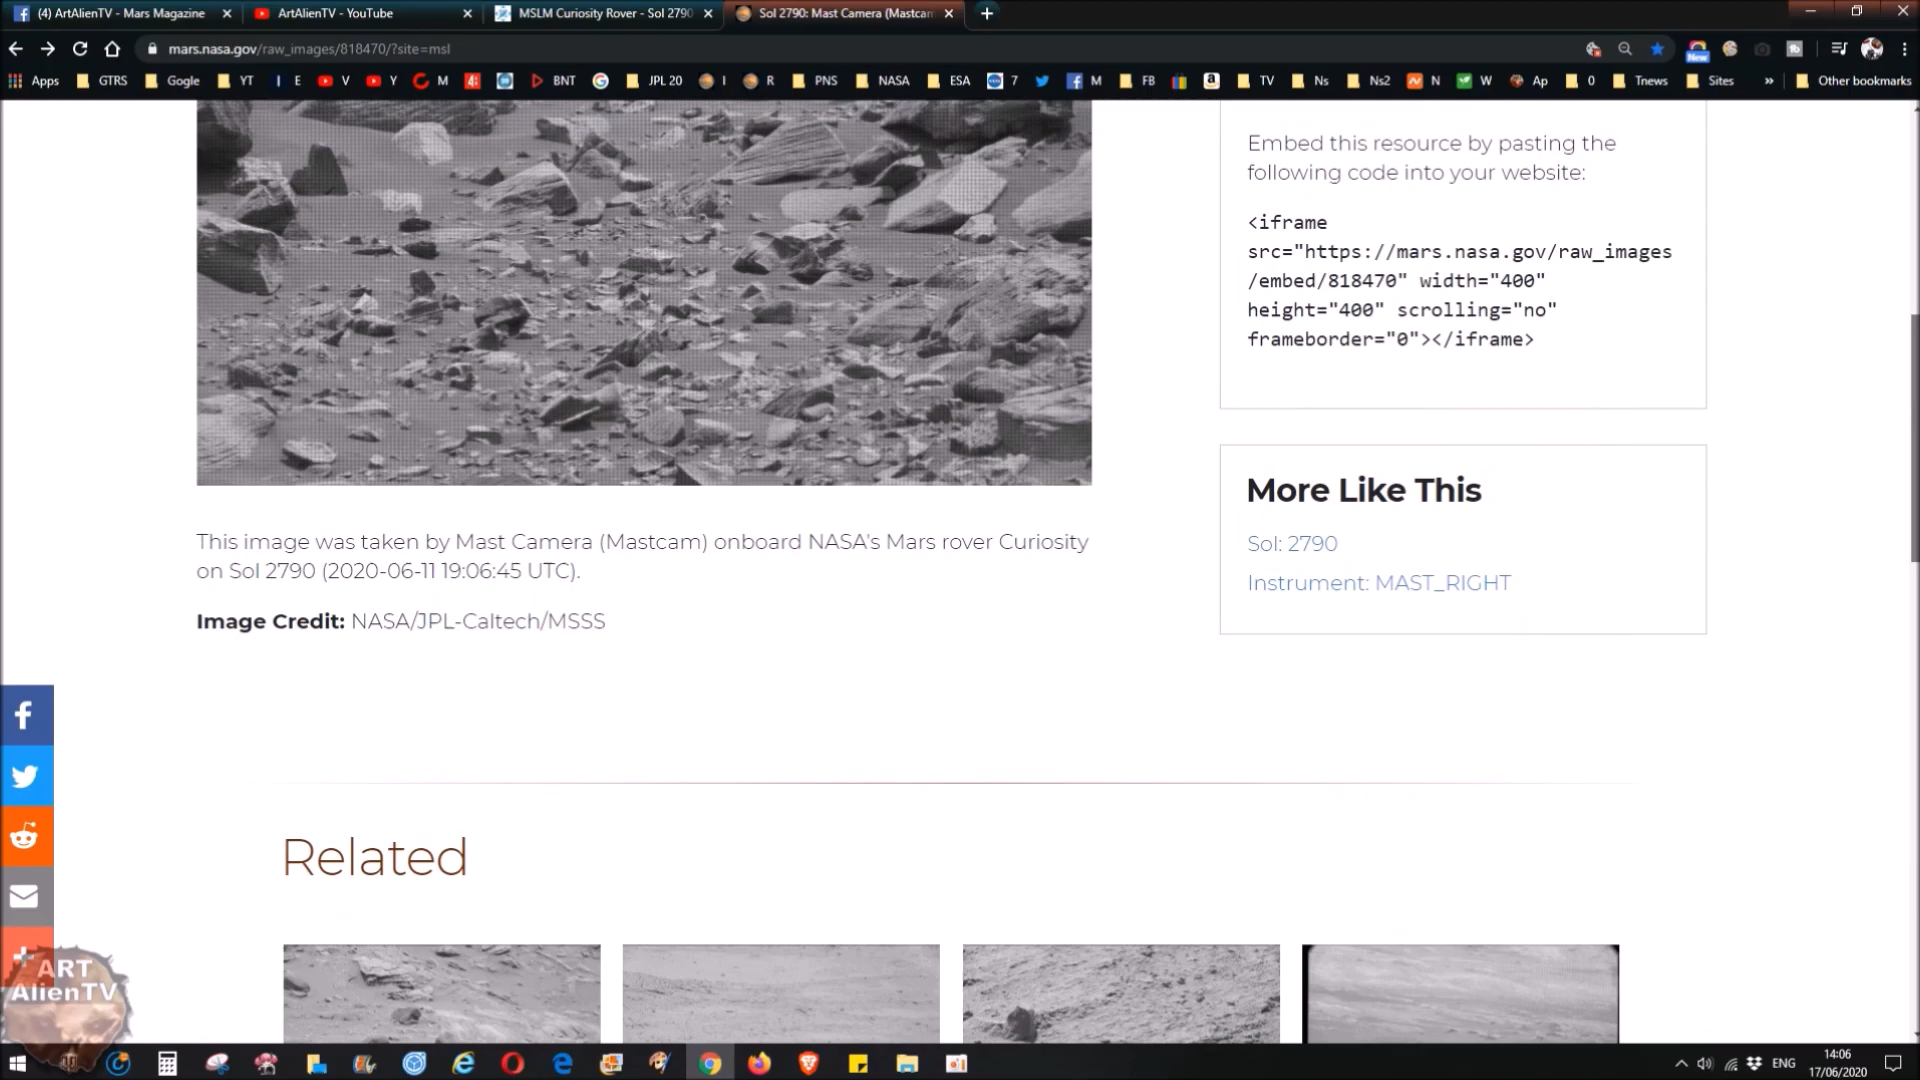 (4) ArtAlienTV - Mars Magazine
ArtAlienTV - YouTube
MSLM Curiosity Rover - Sol 2790
Sol 2790: Mast Camera (Mastcam
mars.nasa.gov/raw_images/818470/?site=msl
New
Apps GTRS Google YT E V Y M BNT JPL 20 I R PNS NASA ESA 7 M FB TV Ns Ns2 N W Ap 0 Tnews Sites » Other bookmarks
Embed this resource by pasting the
following code into your website:
<iframe
src="https://mars.nasa.gov/raw_images
/embed/818470" width="400"
height="400" scrolling="no"
frameborder="0"></iframe>
More Like This
Sol: 2790
Instrument: MAST_RIGHT
This image was taken by Mast Camera (Mastcam) onboard NASA's Mars rover Curiosity
on Sol 2790 (2020-06-11 19:06:45 UTC).
Image Credit: NASA/JPL-Caltech/MSSS
Related
ART
AlienTV
ENG
14:06
17/06/2020